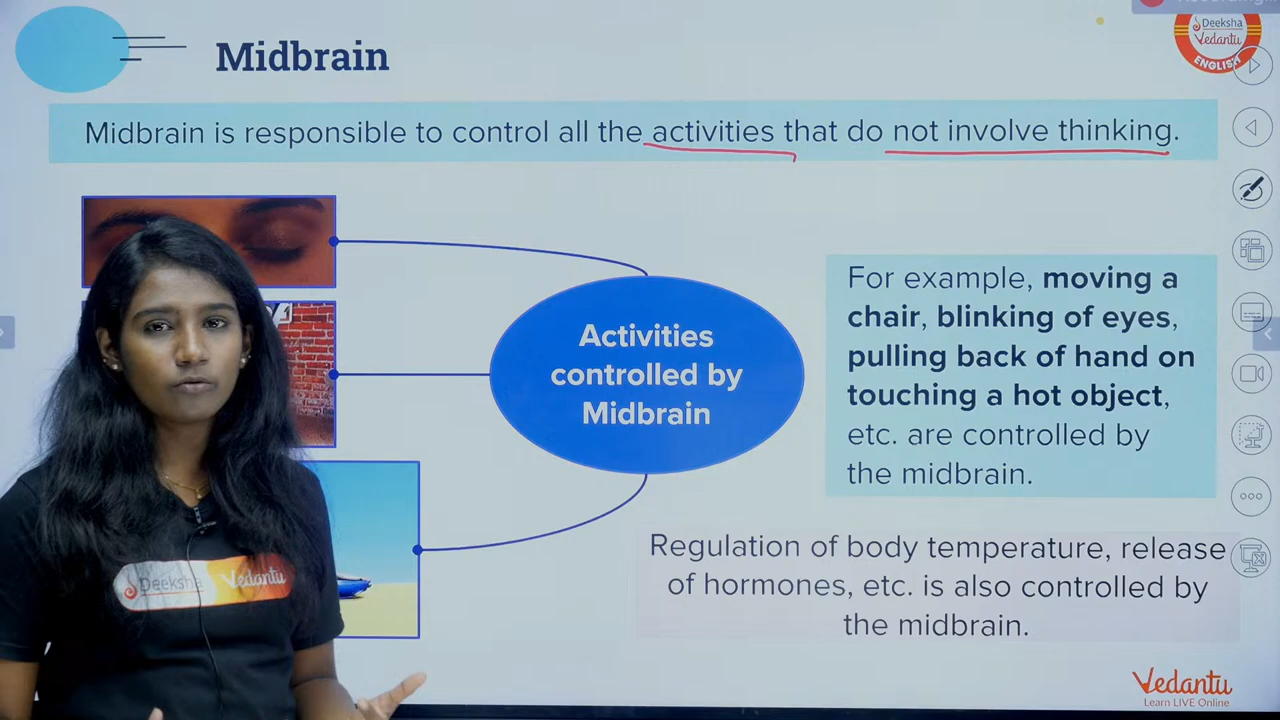 Recording...
Deeksha
Vedantu
ENGLISH
Midbrain
Midbrain is responsible to control all the activities that do not involve thinking.
Activities
controlled by
Midbrain
For example, moving a
chair, blinking of eyes,
pulling back of hand on
touching a hot object,
etc. are controlled by
the midbrain.
Regulation of body temperature, release
of hormones, etc. is also controlled by
the midbrain.
Deeksha Vedantu
Vedantu
Learn LIVE Online